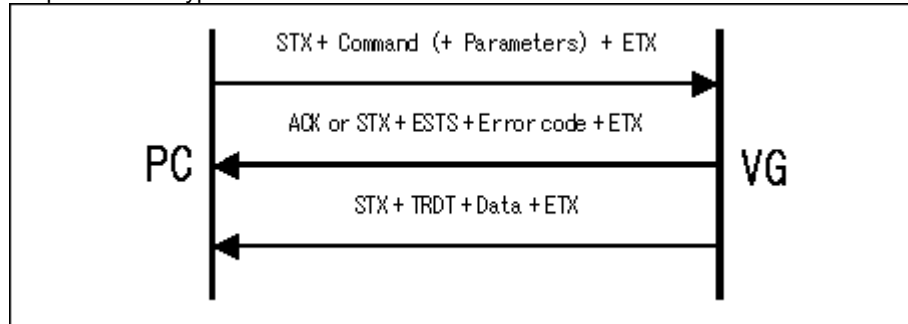 STX + Command (+ Parameters) + ETX
ACK or STX + ESTS + Error code + ETX
PC
VG
STX + TRDT + Data + ETX